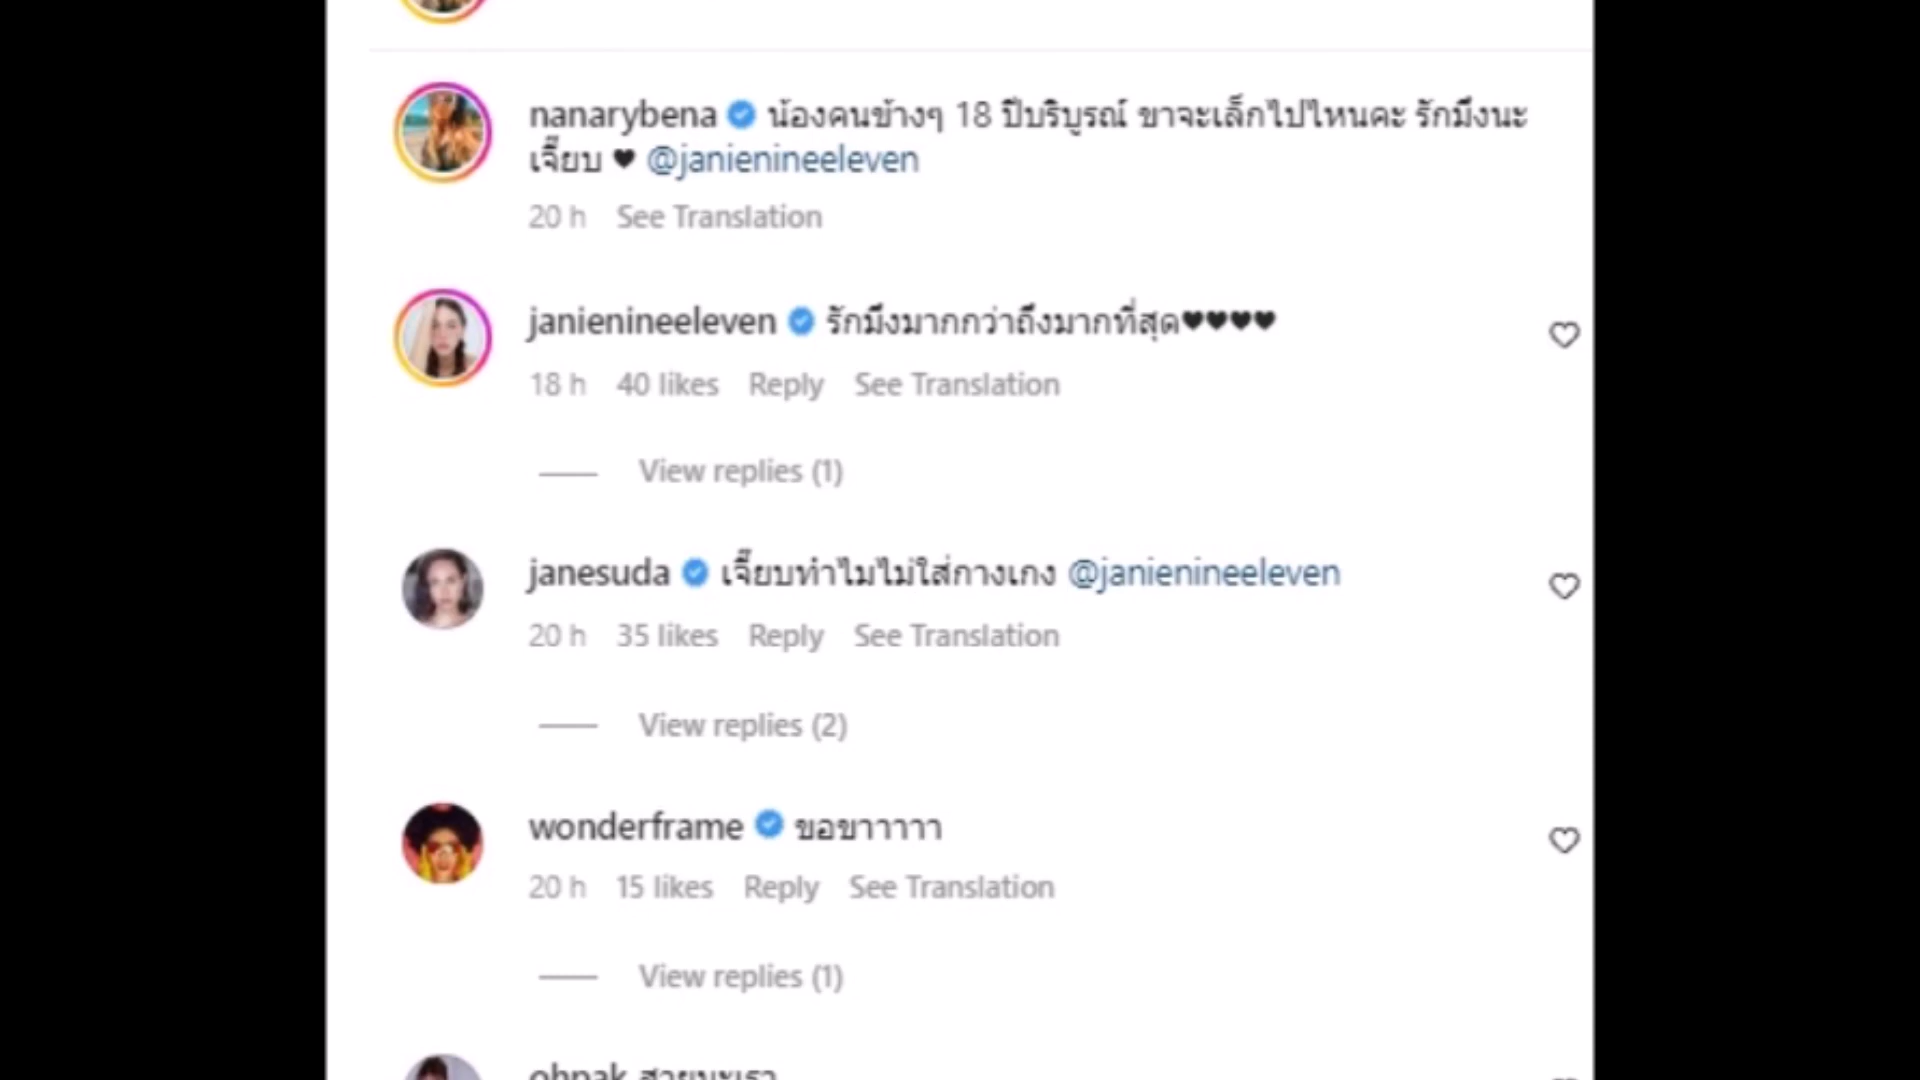 nanarybena น้องคนข้างๆ 18 ปีบริบูรณ์ ขาจะเล็กไปไหนคะ รักมึงนะ
เจี๊ยบ ♥ @janienineeleven
20 h See Translation
janienineeleven รักมึงมากกว่าถึงมากที่สุด♥♥♥♥
18 h 40 likes Reply See Translation
View replies (1)
janesuda เจี๊ยบทำไมไม่ใส่กางเกง @janienineeleven
20 h 35 likes Reply See Translation
View replies (2)
wonderframe ขอขาาาาา
20 h 15 likes Reply See Translation
View replies (1)
ohpak สวยนะเรา